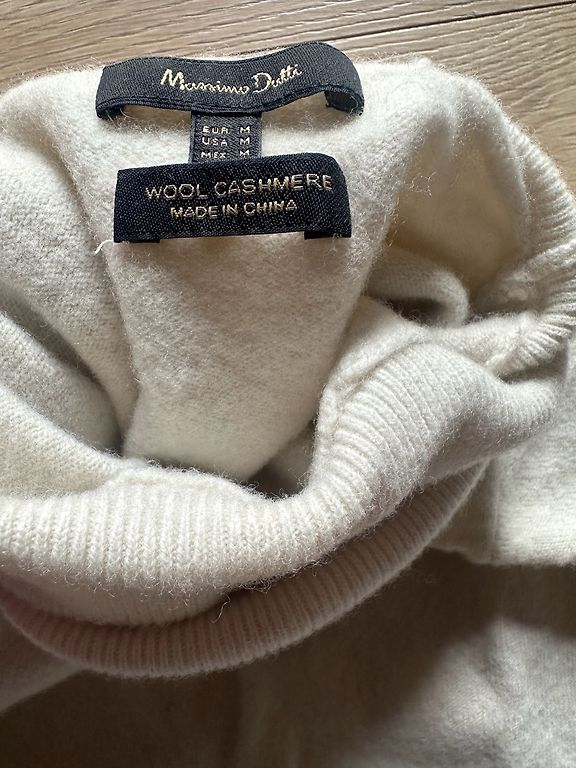 Massimo Dutti
EUR M
USA M
MEX M
WOOL CASHMERE
MADE IN CHINA